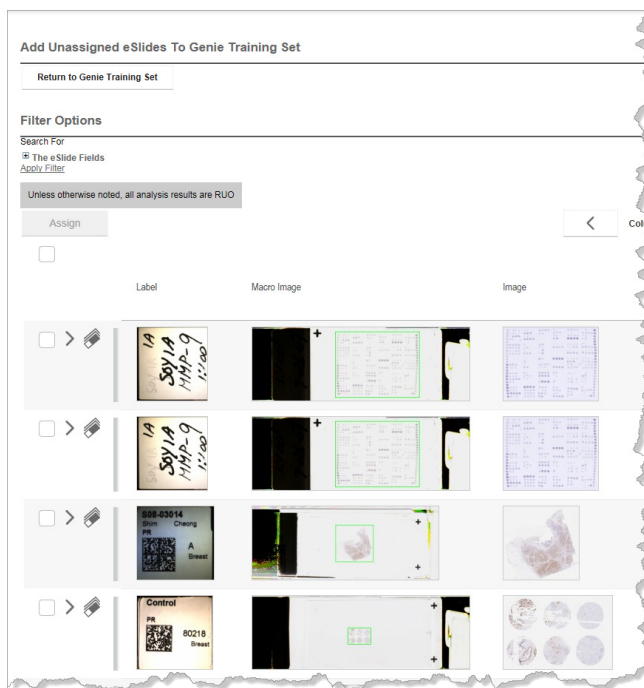 Add Unassigned eSlides To Genie Training Set
Return to Genie Training Set
Filter Options
Search For
The eSlide Fields
Apply Filter
Unless otherwise noted, all analysis results are RUO
Assign
Label
Macro Image
Image
1A
Soy 1A
MMP-9
1:100
1A
Soy 1A
MMP-9
1:100
S08-03014
Shim Cheong
PR
A
Breast
Control
PR
80218
Breast